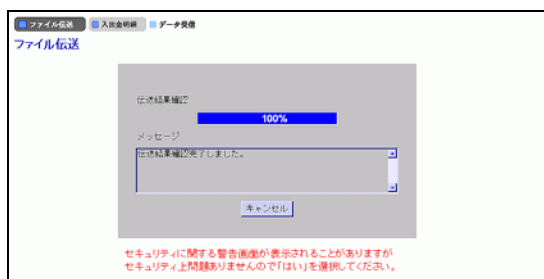 ファイル伝送 入出金明細 データ受信
ファイル伝送
伝送結果確認
100%
メッセージ
伝送結果確認完了しました。
キャンセル
セキュリティに関する警告画面が表示されることがありますが
セキュリティ上問題ありませんので「はい」を選択してください。